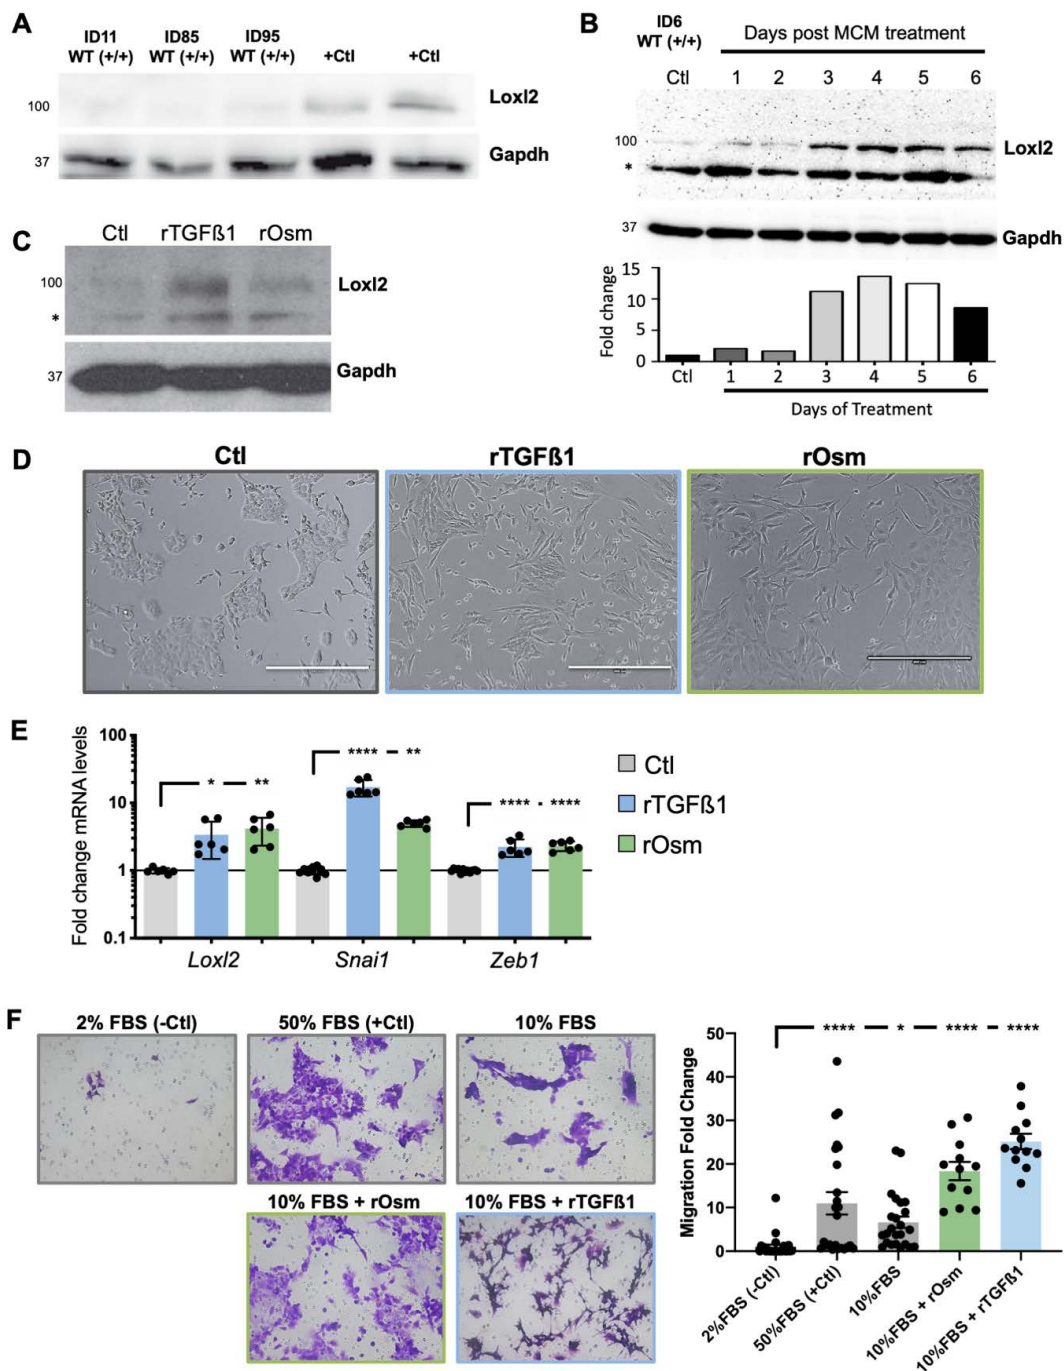 A
ID11 ID85 ID95
WT (+/+) WT (+/+) WT (+/+) +Ctl +Ctl
100 Loxl2
37 Gapdh
B
ID6
WT (+/+) Days post MCM treatment
Ctl 1 2 3 4 5 6
100 Loxl2
*
37 Gapdh
Fold change
15
10
5
0
Ctl 1 2 3 4 5 6
Days of Treatment
C
Ctl rTGFß1 rOsm
100 Loxl2
*
37 Gapdh
D
Ctl rTGFß1 rOsm
E
Fold change mRNA levels
100
10
1
0.1
* **
**** **
**** ****
Loxl2 Snai1 Zeb1
Ctl
rTGFß1
rOsm
F
2% FBS (-Ctl) 50% FBS (+Ctl) 10% FBS
10% FBS + rOsm 10% FBS + rTGFß1
Migration Fold Change
50
40
30
20
10
0
**** * **** ****
2%FBS (-Ctl)
50%FBS (+Ctl)
10%FBS
10%FBS + rOsm
10%FBS + rTGFß1